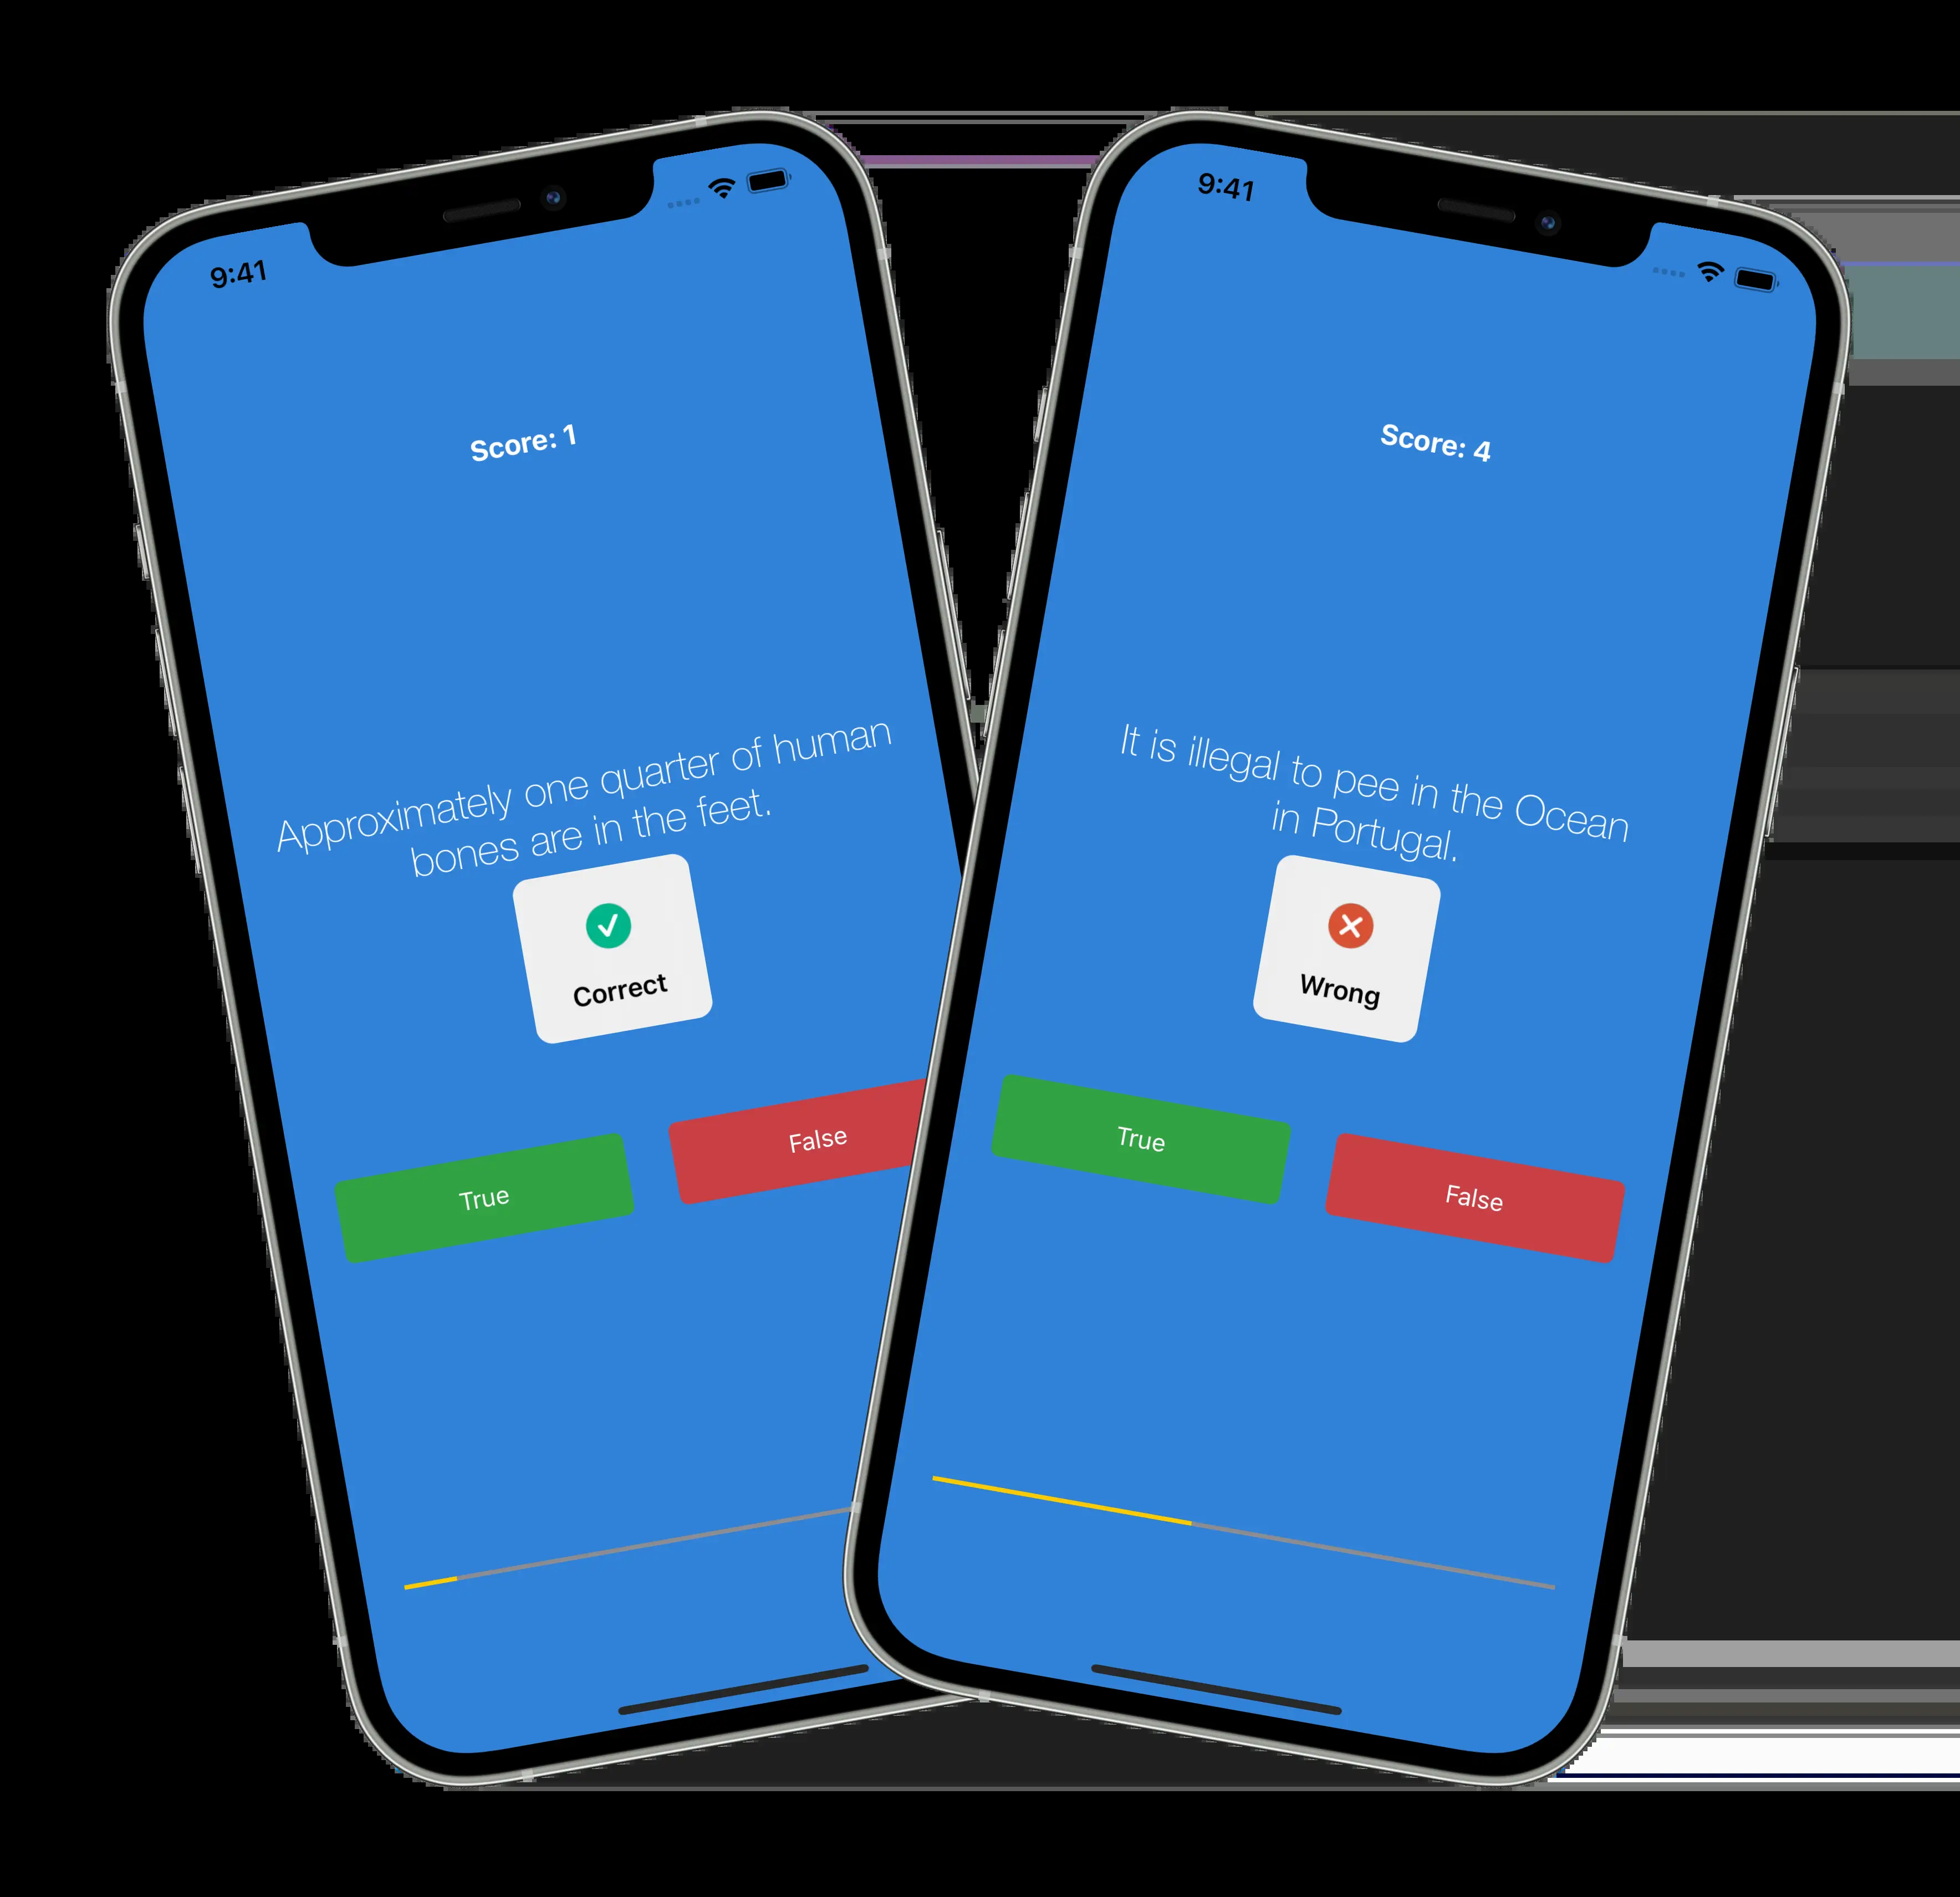 9:41
Score: 1
Approximately one quarter of human
bones are in the feet.
Correct
True
False
9:41
Score: 4
It is illegal to pee in the Ocean
in Portugal.
Wrong
True
False